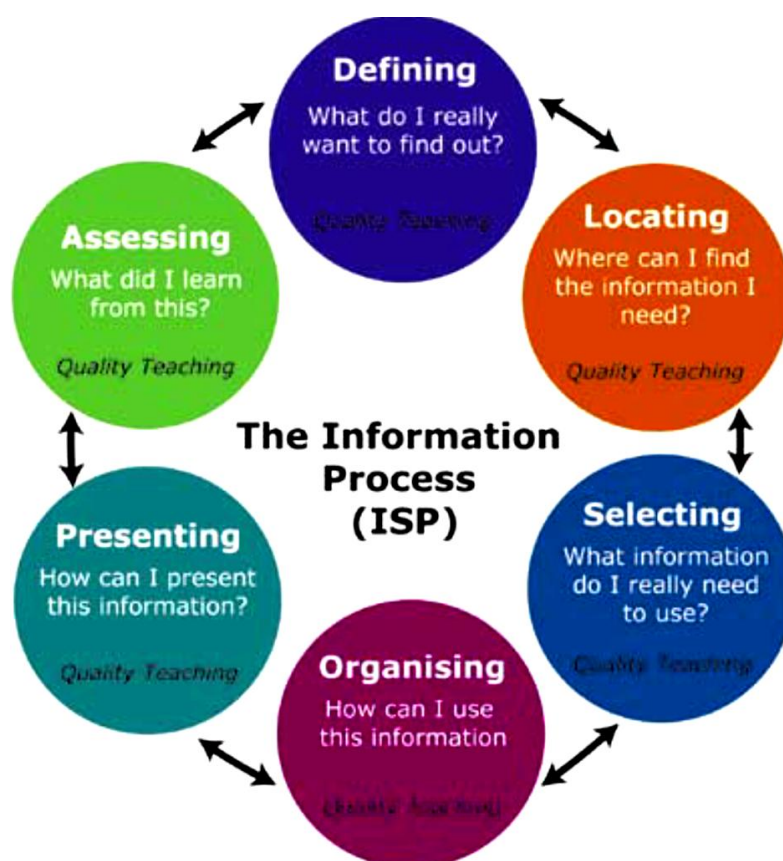 Defining
What do I really
want to find out?
Quality Teaching
Locating
Where can I find
the information I
need?
Quality Teaching
Selecting
What information
do I really need
to use?
Quality Teaching
Organising
How can I use
this information
Presenting
How can I present
this information?
Quality Teaching
Assessing
What did I learn
from this?
Quality Teaching
The Information
Process
(ISP)